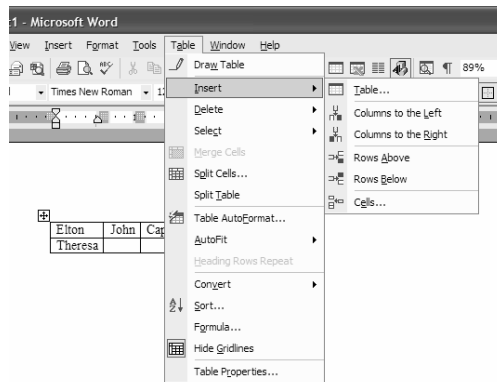 1 - Microsoft Word
View Insert Format Tools Table Window Help
Times New Roman 12 89%
Draw Table
Insert
Delete
Select
Merge Cells
Split Cells...
Split Table
Table AutoFormat...
AutoFit
Heading Rows Repeat
Convert
Sort...
Formula...
Hide Gridlines
Table Properties...
Table...
Columns to the Left
Columns to the Right
Rows Above
Rows Below
Cells...
Elton John Cap
Theresa